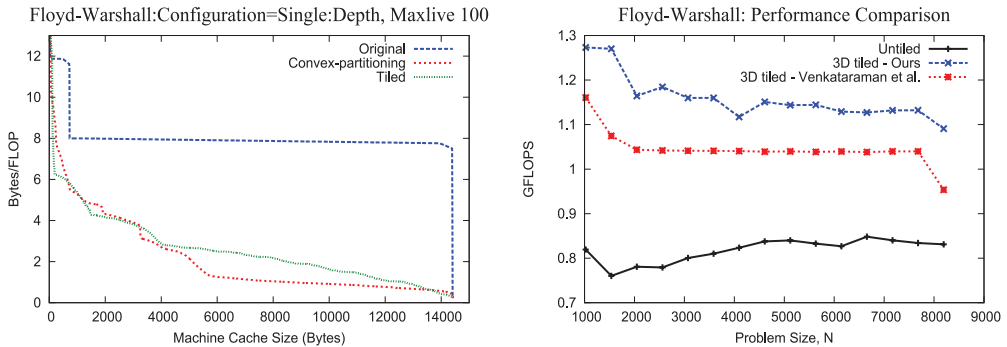 Floyd-Warshall:Configuration=Single:Depth, Maxlive 100
Original
Convex-partitioning
Tiled
Bytes/FLOP
12
10
8
6
4
2
0
0
2000
4000
6000
8000
10000
12000
14000
Machine Cache Size (Bytes)
Floyd-Warshall: Performance Comparison
Untiled
3D tiled - Ours
3D tiled - Venkataraman et al.
GFLOPS
1.3
1.2
1.1
1
0.9
0.8
0.7
1000
2000
3000
4000
5000
6000
7000
8000
9000
Problem Size, N